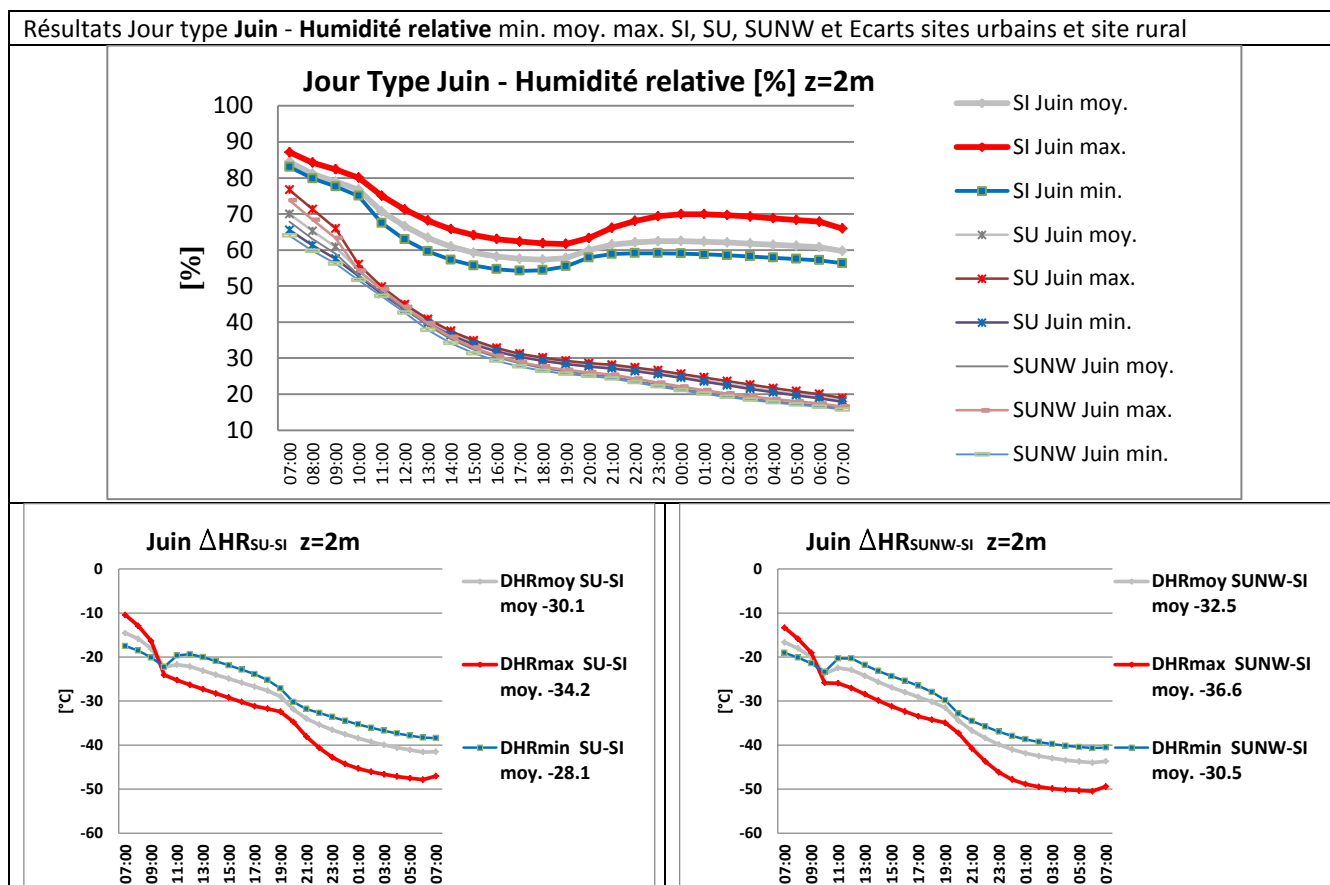 Résultats Jour type Juin - Humidité relative min. moy. max. SI, SU, SUNW et Ecarts sites urbains et site rural
Jour Type Juin - Humidité relative [%] z=2m
[%]
100
90
80
70
60
50
40
30
20
10
07:00 08:00 09:00 10:00 11:00 12:00 13:00 14:00 15:00 16:00 17:00 18:00 19:00 20:00 21:00 22:00 23:00 00:00 01:00 02:00 03:00 04:00 05:00 06:00 07:00
SI Juin moy.
SI Juin max.
SI Juin min.
SU Juin moy.
SU Juin max.
SU Juin min.
SUNW Juin moy.
SUNW Juin max.
SUNW Juin min.
Juin ΔHRSU-SI z=2m
[°C]
0
-10
-20
-30
-40
-50
-60
07:00 09:00 11:00 13:00 15:00 17:00 19:00 21:00 23:00 01:00 03:00 05:00 07:00
DHRmoy SU-SI
moy -30.1
DHRmax SU-SI
moy. -34.2
DHRmin SU-SI
moy. -28.1
Juin ΔHRSUNW-SI z=2m
[°C]
0
-10
-20
-30
-40
-50
-60
07:00 09:00 11:00 13:00 15:00 17:00 19:00 21:00 23:00 01:00 03:00 05:00 07:00
DHRmoy SUNW-SI
moy -32.5
DHRmax SUNW-SI
moy. -36.6
DHRmin SUNW-SI
moy. -30.5